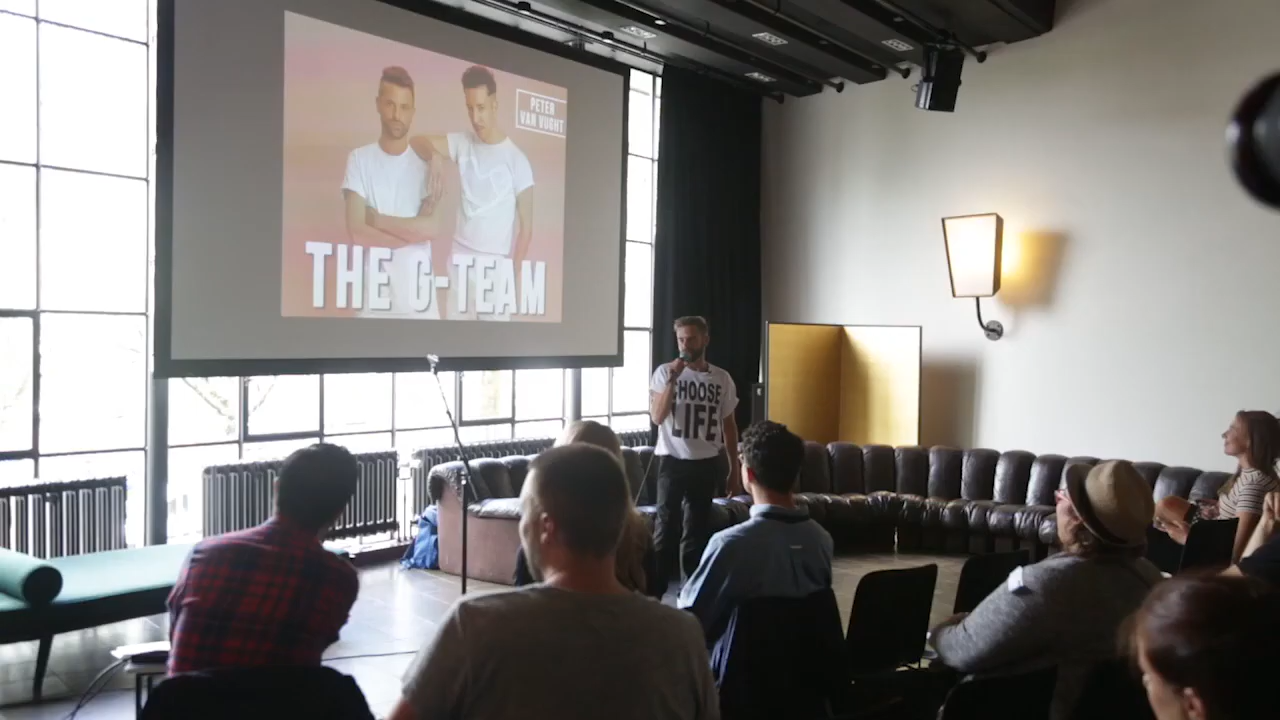 PETER
VAN VUGHT
THE G-TEAM
CHOOSE
LIFE